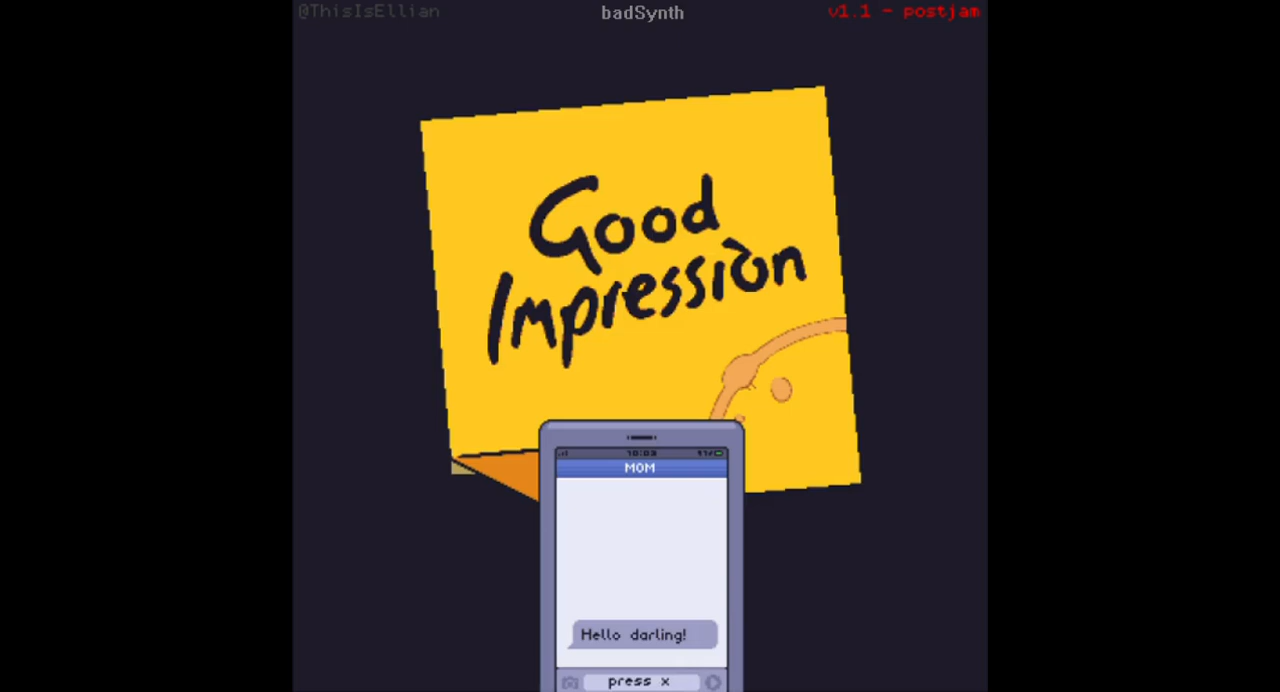 @ThisIsEllian
badSynth
v1.1 - postjam
Good
Impression
MOM
Hello darling!
press x